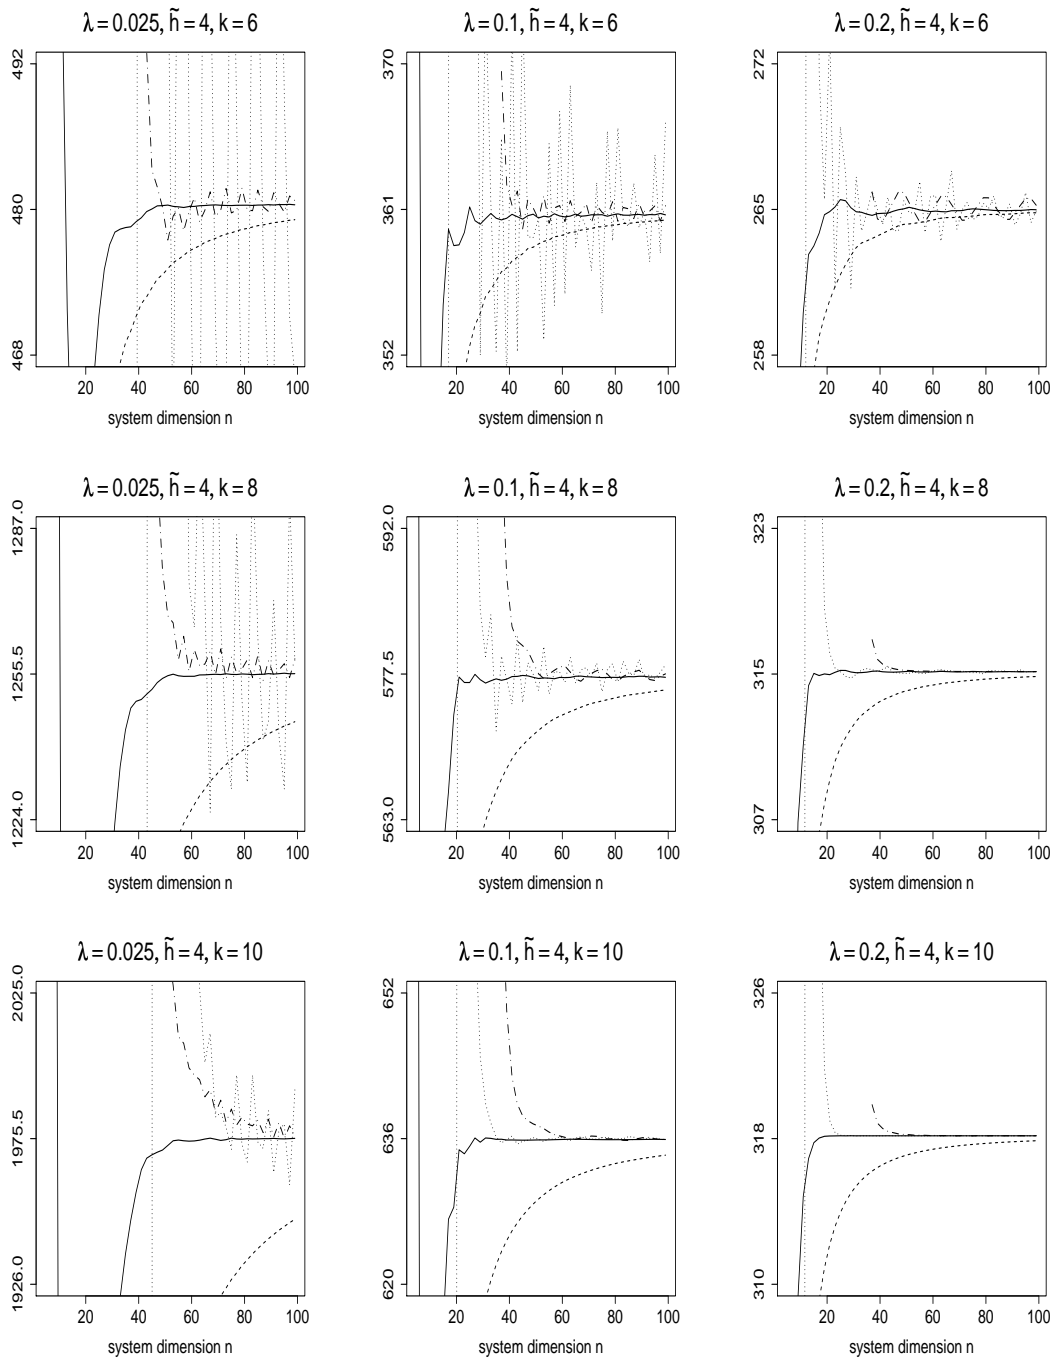 λ = 0.025, h̃ = 4, k = 6
492
480
468
20 40 60 80 100
system dimension n
λ = 0.1, h̃ = 4, k = 6
370
361
352
20 40 60 80 100
system dimension n
λ = 0.2, h̃ = 4, k = 6
272
265
258
20 40 60 80 100
system dimension n
λ = 0.025, h̃ = 4, k = 8
1287.0
1255.5
1224.0
20 40 60 80 100
system dimension n
λ = 0.1, h̃ = 4, k = 8
592.0
577.5
563.0
20 40 60 80 100
system dimension n
λ = 0.2, h̃ = 4, k = 8
323
315
307
20 40 60 80 100
system dimension n
λ = 0.025, h̃ = 4, k = 10
2025.0
1975.5
1926.0
20 40 60 80 100
system dimension n
λ = 0.1, h̃ = 4, k = 10
652
636
620
20 40 60 80 100
system dimension n
λ = 0.2, h̃ = 4, k = 10
326
318
310
20 40 60 80 100
system dimension n